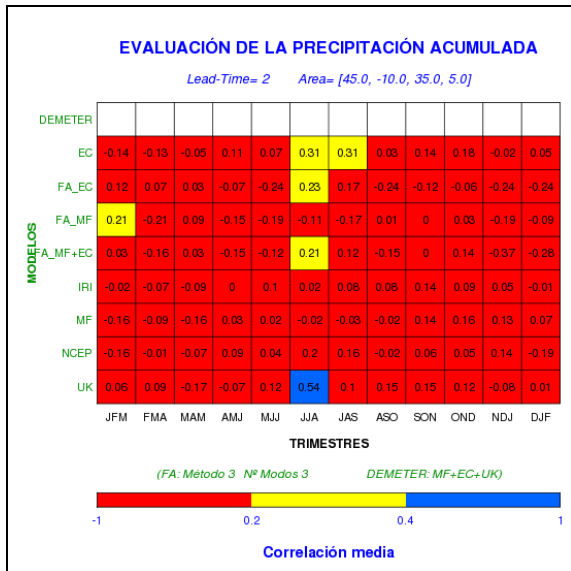 EVALUACIÓN DE LA PRECIPITACIÓN ACUMULADA
Lead-Time= 2 Area= [45.0, -10.0, 35.0, 5.0]
MODELOS
DEMETER
EC -0.14 -0.13 -0.05 0.11 0.07 0.31 0.31 0.03 0.14 0.18 -0.02 0.05
FA_EC 0.12 0.07 0.03 -0.07 -0.24 0.23 0.17 -0.24 -0.12 -0.06 -0.24 -0.24
FA_MF 0.21 -0.21 0.09 -0.15 -0.19 -0.11 -0.17 0.01 0 0.03 -0.19 -0.09
FA_MF+EC 0.03 -0.16 0.03 -0.15 -0.12 0.21 0.12 -0.15 0 0.14 -0.37 -0.28
IRI -0.02 -0.07 -0.09 0 0.1 0.02 0.08 0.08 0.14 0.09 0.05 -0.01
MF -0.16 -0.09 -0.16 0.03 0.02 -0.02 -0.03 -0.02 0.14 0.16 0.13 0.07
NCEP -0.16 -0.01 -0.07 0.09 0.04 0.2 0.16 -0.02 0.06 0.05 0.14 -0.19
UK 0.06 0.09 -0.17 -0.07 0.12 0.54 0.1 0.15 0.15 0.12 -0.08 0.01
JFM FMA MAM AMJ MJJ JJA JAS ASO SON OND NDJ DJF
TRIMESTRES
(FA: Método 3 Nº Modos 3 DEMETER: MF+EC+UK)
-1 0.2 0.4 1
Correlación media